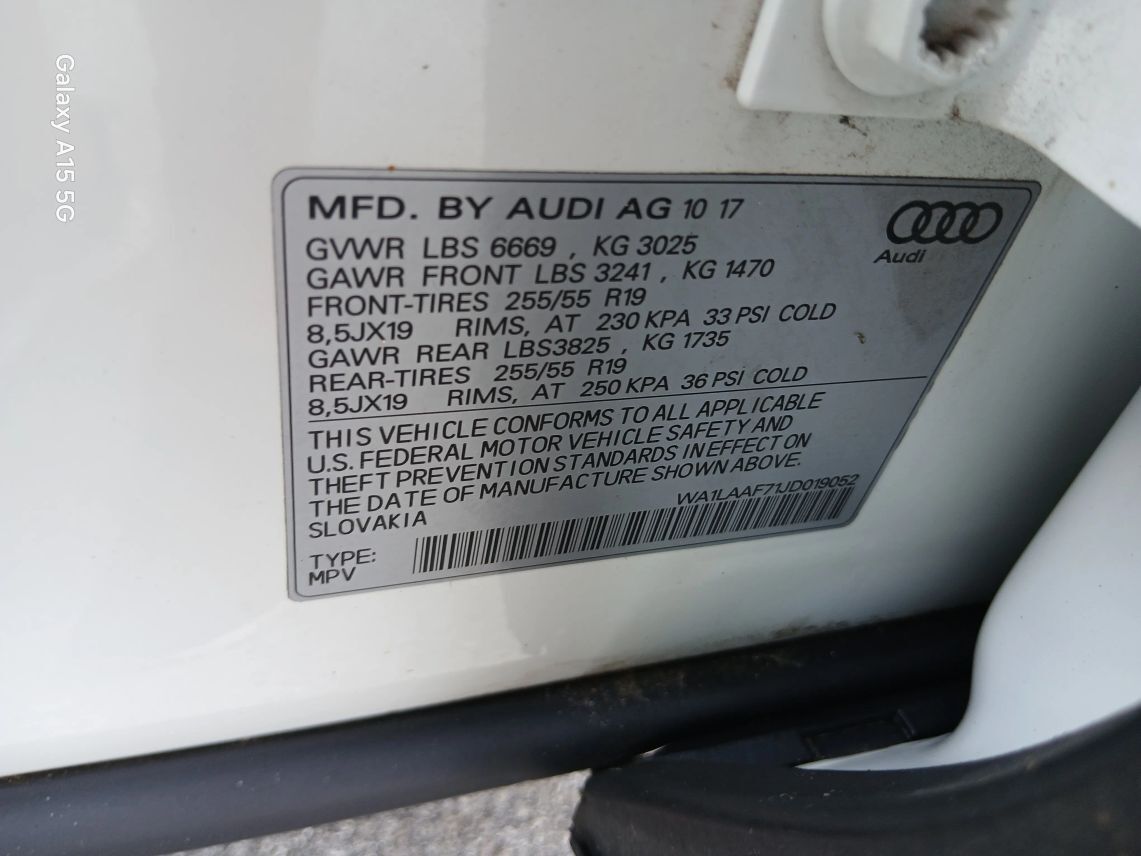 MFD. BY AUDI AG 10 17
GVWR LBS 6669 , KG 3025
GAWR FRONT LBS 3241 , KG 1470
FRONT-TIRES 255/55 R19
8,5JX19 RIMS, AT 230 KPA 33 PSI COLD
GAWR REAR LBS3825 , KG 1735
REAR-TIRES 255/55 R19
8,5JX19 RIMS, AT 250 KPA 36 PSI COLD
Audi
THIS VEHICLE CONFORMS TO ALL APPLICABLE
U.S. FEDERAL MOTOR VEHICLE SAFETY AND
THEFT PREVENTION STANDARDS IN EFFECT ON
THE DATE OF MANUFACTURE SHOWN ABOVE.
SLOVAKIA
WA1LAAF71JD019052
TYPE:
MPV
Galaxy A15 5G